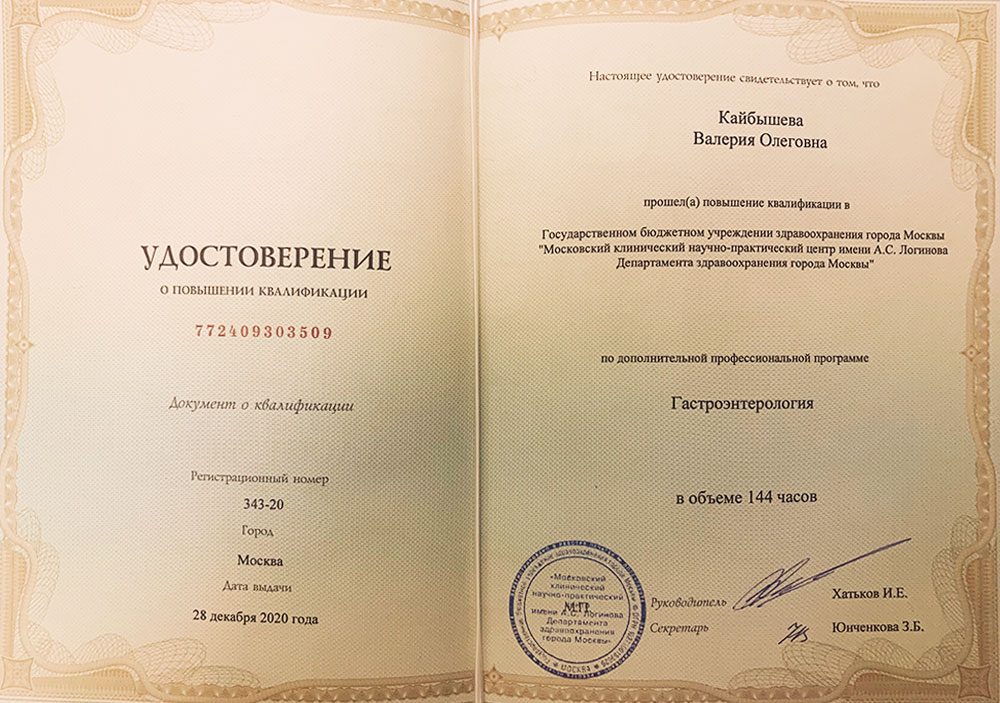 УДОСТОВЕРЕНИЕ
О ПОВЫШЕНИИ КВАЛИФИКАЦИИ
772409303509
Документ о квалификации
Регистрационный номер
343-20
Город
Москва
Дата выдачи
28 декабря 2020 года
Настоящее удостоверение свидетельствует о том, что
Кайбышева
Валерия Олеговна
прошел(а) повышение квалификации в
Государственном бюджетном учреждении здравоохранения города Москвы
"Московский клинический научно-практический центр имени А.С. Логинова
Департамента здравоохранения города Москвы"
по дополнительной профессиональной программе
Гастроэнтерология
в объеме 144 часов
«Московский
клинический
научно-практический
М.П.
имени А.С. Логинова
Департамента
здравоохранения
города Москвы»
МОСКВА
Руководитель
Хатьков И.Е.
Секретарь
Юнченкова З.Б.